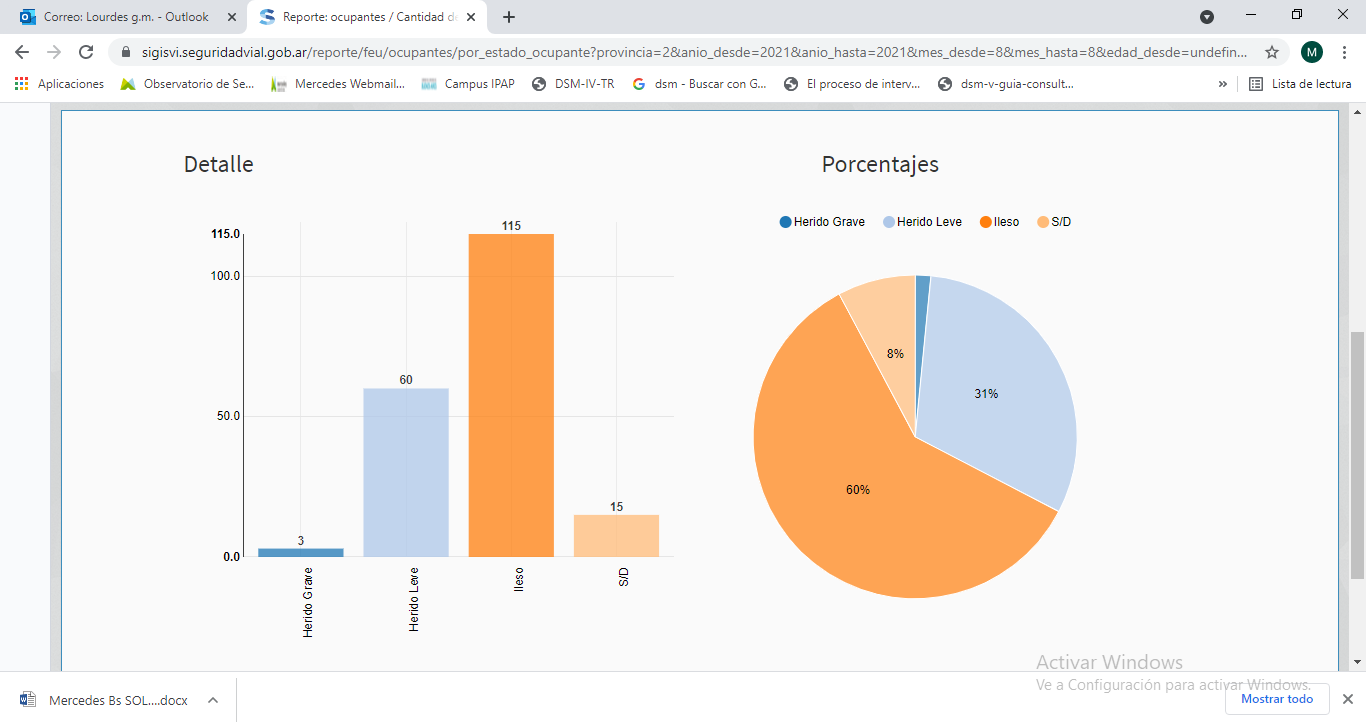 Correo: Lourdes g.m. - Outlook
Reporte: ocupantes / Cantidad de
sigisvi.seguridadvial.gob.ar/reporte/feu/ocupantes/por_estado_ocupante?provincia=2&anio_desde=2021&anio_hasta=2021&mes_desde=8&mes_hasta=8&edad_desde=undefin...
M
Aplicaciones
Observatorio de Se...
Mercedes Webmail...
Campus IPAP
DSM-IV-TR
dsm - Buscar con G...
El proceso de interv...
dsm-v-guia-consult...
»
Lista de lectura
Detalle
Porcentajes
Herido Grave
Herido Leve
Ileso
S/D
115
115.0
100.0
60
50.0
15
3
0.0
Herido Grave
Herido Leve
Ileso
S/D
8%
31%
60%
Activar Windows
Ve a Configuración para activar Windows.
Mercedes Bs SOL....docx
Mostrar todo